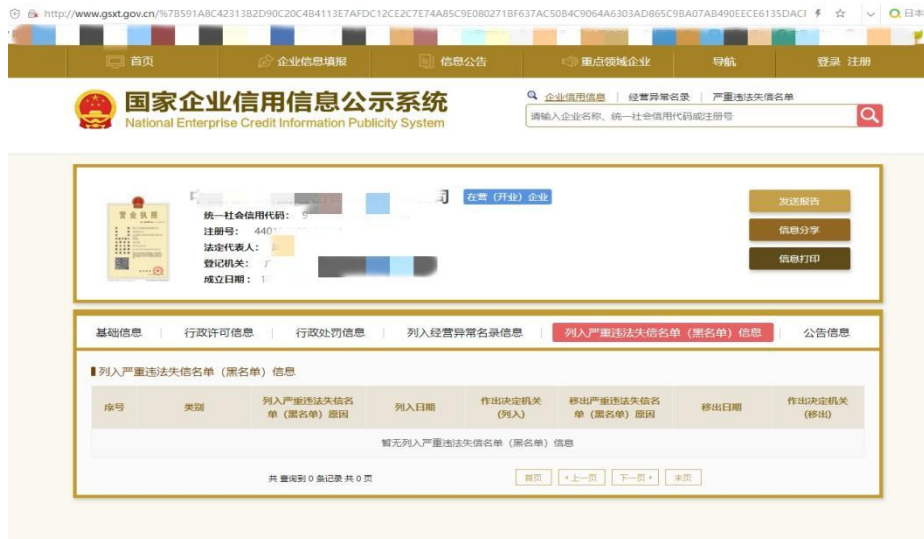 http://www.gsxt.gov.cn/%7B591A8C42313B2D90C20C4B4113E7AFDC12CE2C7E74A85C9E0802718F637AC50B4C9064A6303AD865C9BA07AB490EECE6135DACF 日本
首页 企业信息填报 信息公告 重点领域企业 导航 登录 注册
国家企业信用信息公示系统
National Enterprise Credit Information Publicity System
企业信用信息 | 经营异常名录 | 严重违法失信名单
请输入企业名称、统一社会信用代码或注册号
司 在营（开业）企业
营业执照
统一社会信用代码： 9
注册号： 440
法定代表人：
登记机关：
成立日期： 1
发送报告
信息分享
信息打印
基础信息 | 行政许可信息 | 行政处罚信息 | 列入经营异常名录信息 | 列入严重违法失信名单（黑名单）信息 | 公告信息
列入严重违法失信名单（黑名单）信息
序号 类别 列入严重违法失信名单（黑名单）原因 列入日期 作出决定机关(列入) 移出严重违法失信名单（黑名单）原因 移出日期 作出决定机关(移出)
暂无列入严重违法失信名单（黑名单）信息
共 查询到 0 条记录 共 0 页 首页 上一页 下一页 末页